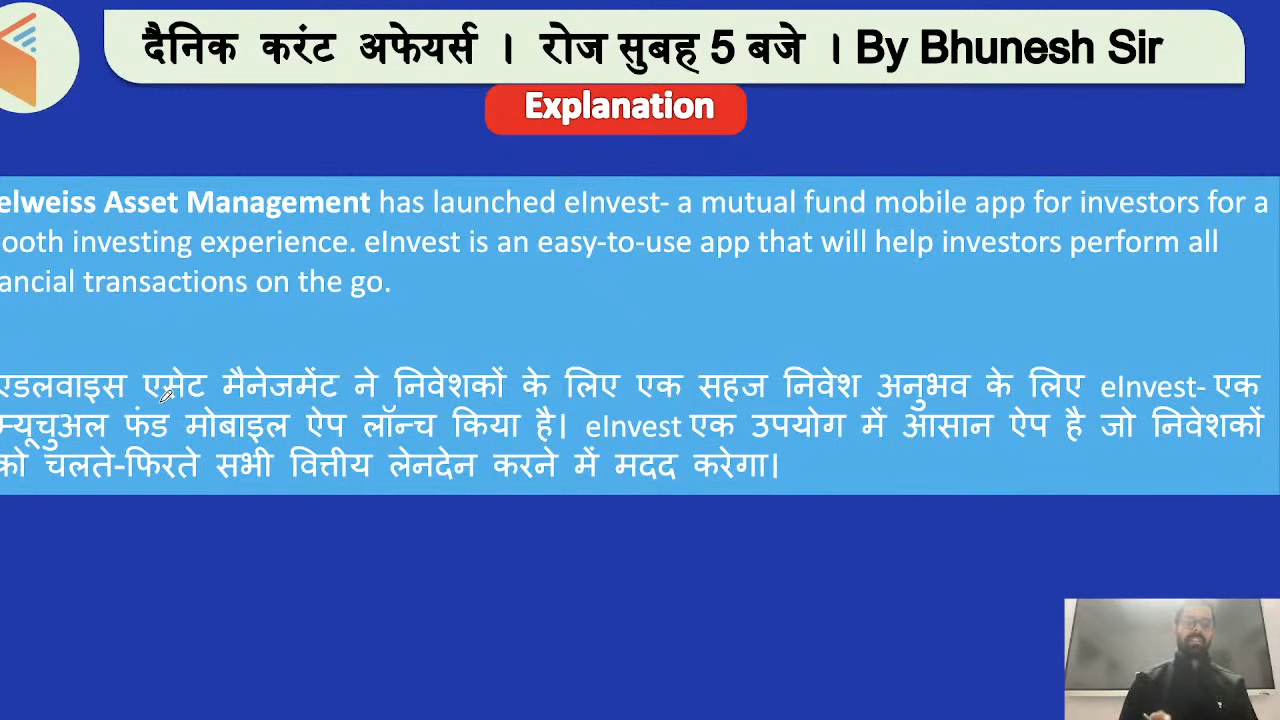 दैनिक करंट अफेयर्स । रोज सुबह 5 बजे । By Bhunesh Sir
Explanation
elweiss Asset Management has launched eInvest- a mutual fund mobile app for investors for a
ooth investing experience. eInvest is an easy-to-use app that will help investors perform all
ancial transactions on the go.
एडलवाइस एसेट मैनेजमेंट ने निवेशकों के लिए एक सहज निवेश अनुभव के लिए eInvest- एक
म्यूचुअल फंड मोबाइल ऐप लॉन्च किया है। eInvest एक उपयोग में आसान ऐप है जो निवेशकों
को चलते-फिरते सभी वित्तीय लेनदेन करने में मदद करेगा।